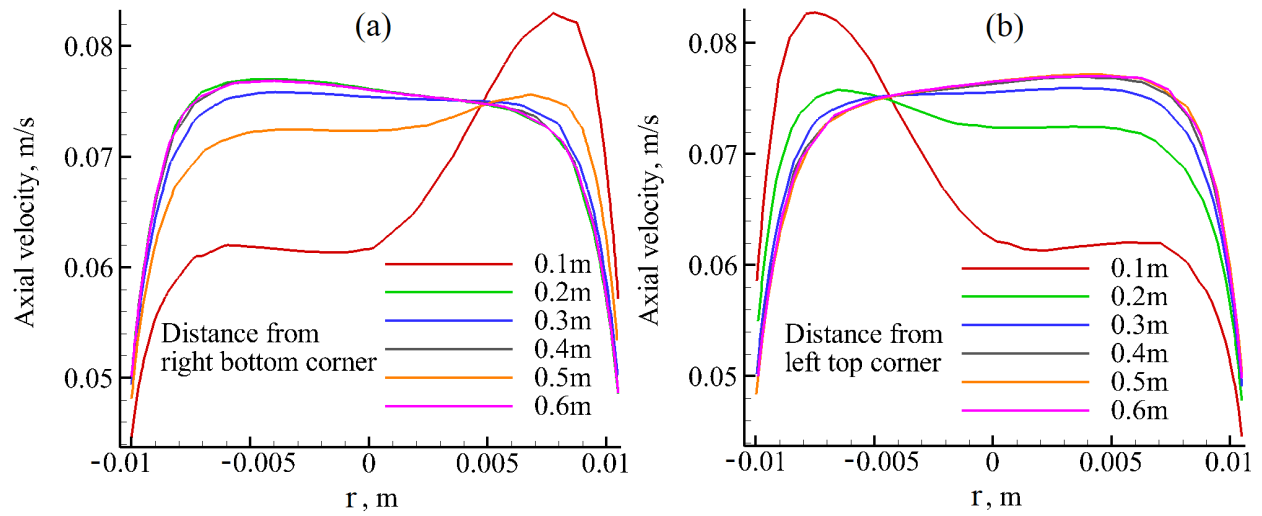 (a)
0.08
0.07
0.06
0.05
Axial velocity, m/s
0.1m
0.2m
0.3m
0.4m
0.5m
0.6m
Distance from
right bottom corner
-0.01
-0.005
0
0.005
0.01
r , m
(b)
0.08
0.07
0.06
0.05
Axial velocity, m/s
0.1m
0.2m
0.3m
0.4m
0.5m
0.6m
Distance from
left top corner
-0.01
-0.005
0
0.005
0.01
r , m